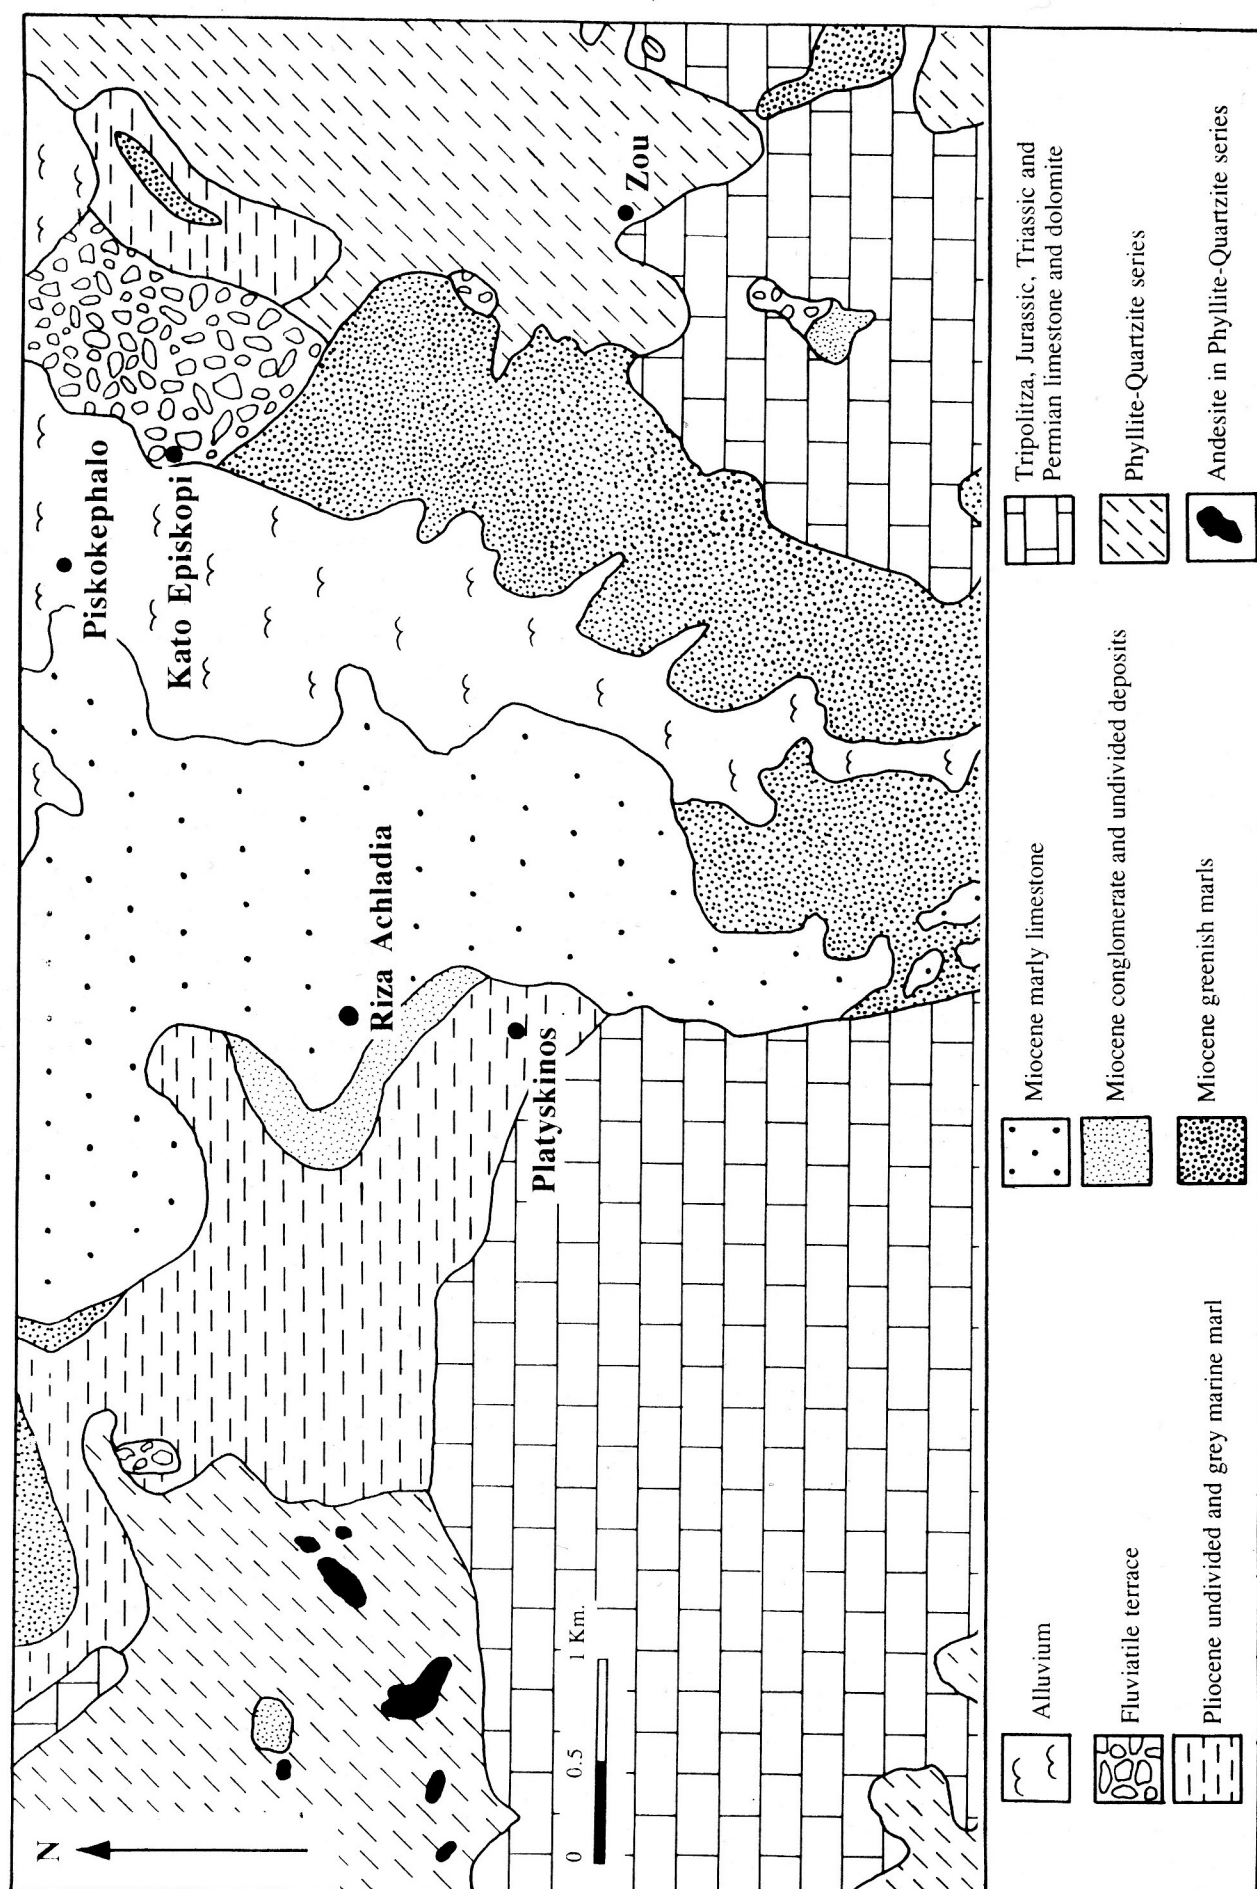 N
Piskokephalo
Kato Episkopi
Riza Achladia
Zou
Platyskinos
0 0.5 1 Km.
Alluvium
Fluviatile terrace
Pliocene undivided and grey marine marl
Miocene marly limestone
Miocene conglomerate and undivided deposits
Miocene greenish marls
Tripolitza, Jurassic, Triassic and
Permian limestone and dolomite
Phyllite-Quartzite series
Andesite in Phyllite-Quartzite series